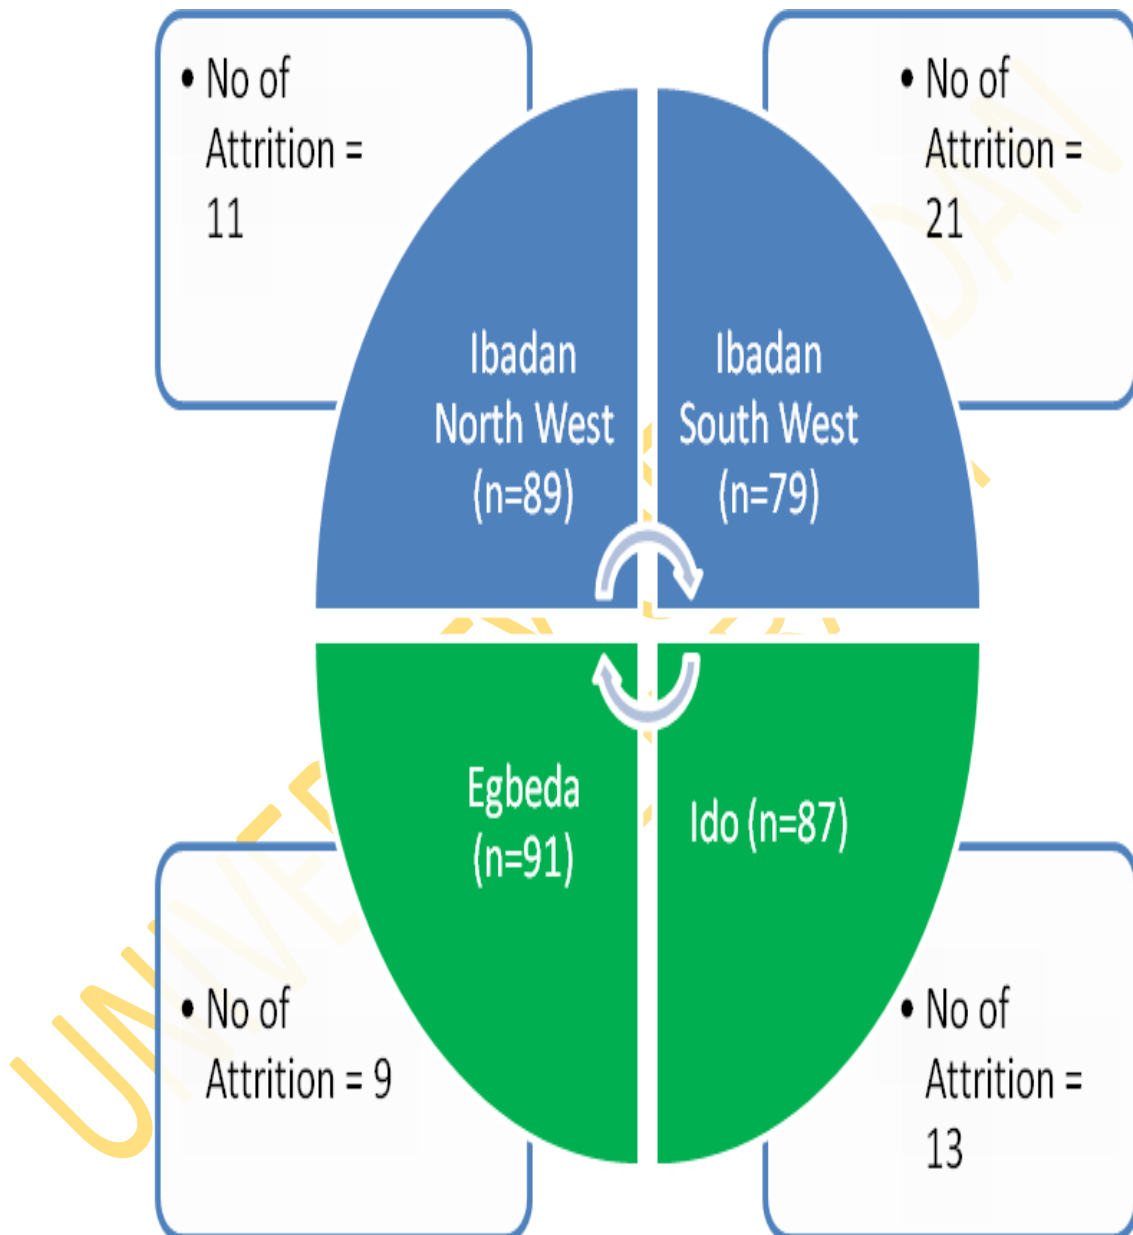 • No of
Attrition =
11
• No of
Attrition =
21
Ibadan
North West
(n=89)
Ibadan
South West
(n=79)
Egbeda
(n=91)
Ido (n=87)
• No of
Attrition = 9
• No of
Attrition =
13